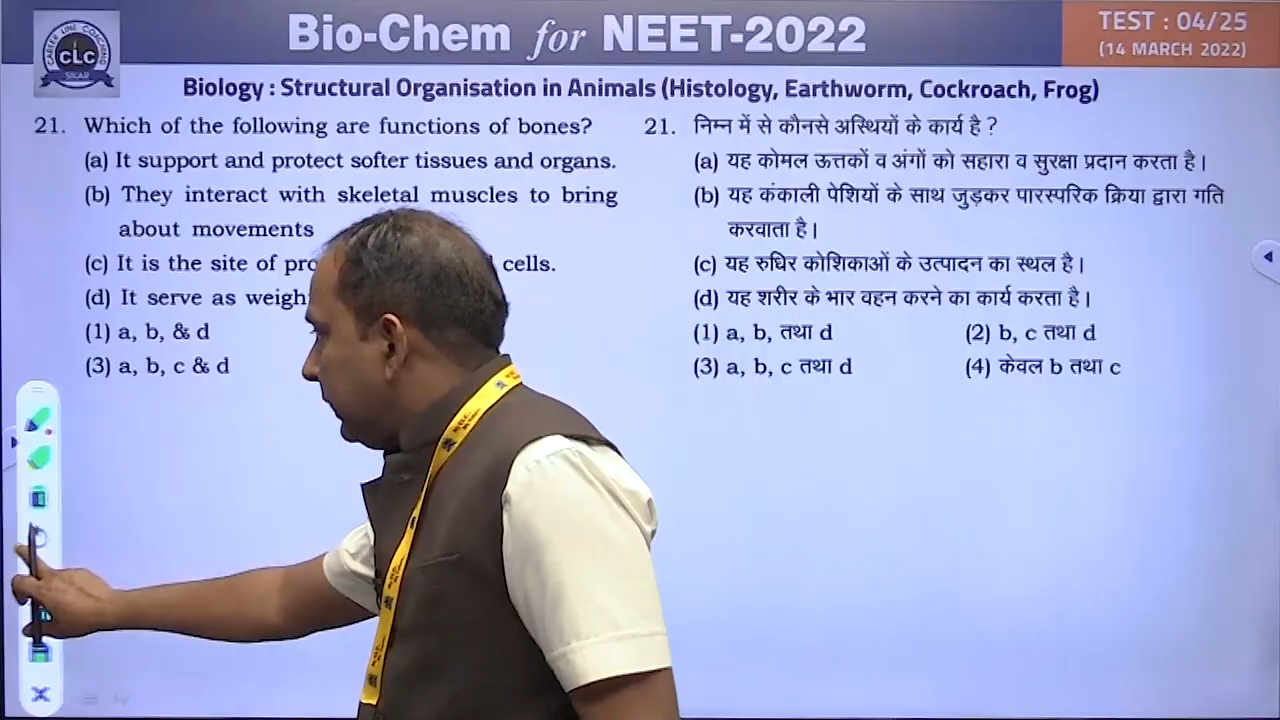 Bio-Chem for NEET-2022
TEST : 04/25
(14 MARCH 2022)
CAREER LINE COACHING
CLC
SIKAR
Biology : Structural Organisation in Animals (Histology, Earthworm, Cockroach, Frog)
21. Which of the following are functions of bones?
(a) It support and protect softer tissues and organs.
(b) They interact with skeletal muscles to bring
about movements
(c) It is the site of cells.
(d) It serve as
(1) a, b, & d
(3) a, b, c & d
21. निम्न में से कौनसे अस्थियों के कार्य है ?
(a) यह कोमल ऊत्तकों व अंगों को सहारा व सुरक्षा प्रदान करता है।
(b) यह कंकाली पेशियों के साथ जुड़कर पारस्परिक क्रिया द्वारा गति
करवाता है।
(c) यह रुधिर कोशिकाओं के उत्पादन का स्थल है।
(d) यह शरीर के भार वहन करने का कार्य करता है।
(1) a, b, तथा d (2) b, c तथा d
(3) a, b, c तथा d (4) केवल b तथा c